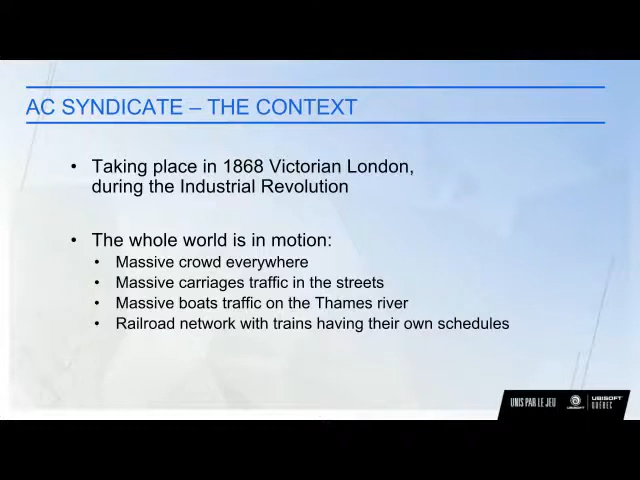 AC SYNDICATE – THE CONTEXT
• Taking place in 1868 Victorian London,
during the Industrial Revolution
• The whole world is in motion:
• Massive crowd everywhere
• Massive carriages traffic in the streets
• Massive boats traffic on the Thames river
• Railroad network with trains having their own schedules
UNIS PAR LE JEU
UBISOFT
UBISOFT
QUÉBEC